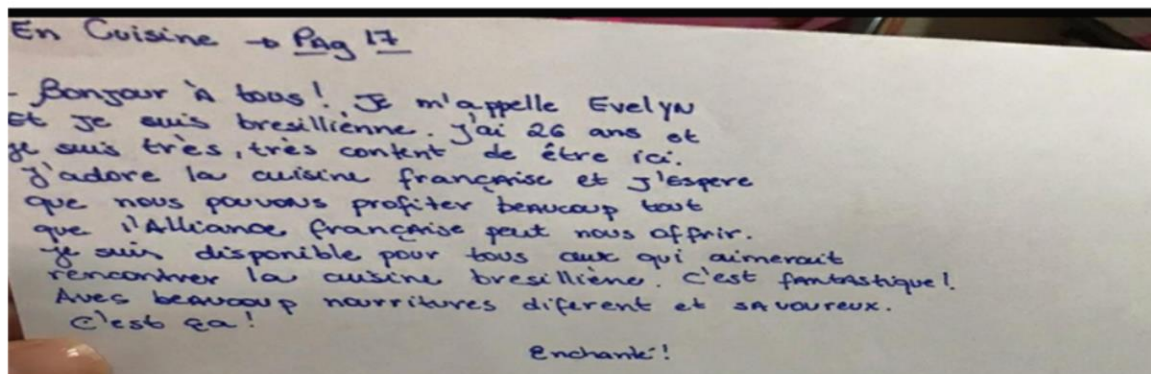 En Cuisine → PAg 17
- Bonjour À tous! Je m'appelle Evelyn
Et je suis bresilliènne. J'ai 26 ans et
je suis très, très content de être ici.
J'adore la cuisine française et J'Espere
que nous pouvons profiter beaucoup tout
que l'Alliance française peut nous offrir.
Je suis disponible pour tous aux qui aimerait
rencontrer la cuisine bresilliène. C'est fantastique!
Avec beaucoup nourritures diferent et savoureux.
C'est ça!
Enchanté!